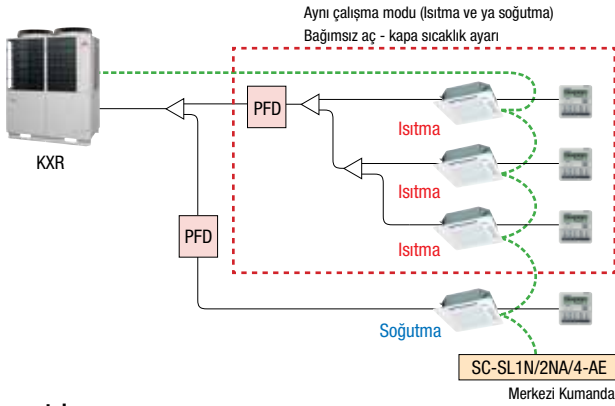 Aynı çalışma modu (Isıtma ve ya soğutma)
Bağımsız aç - kapa sıcaklık ayarı
KXR
PFD
Isıtma
Isıtma
PFD
Isıtma
Soğutma
SC-SL1N/2NA/4-AE
Merkezi Kumanda